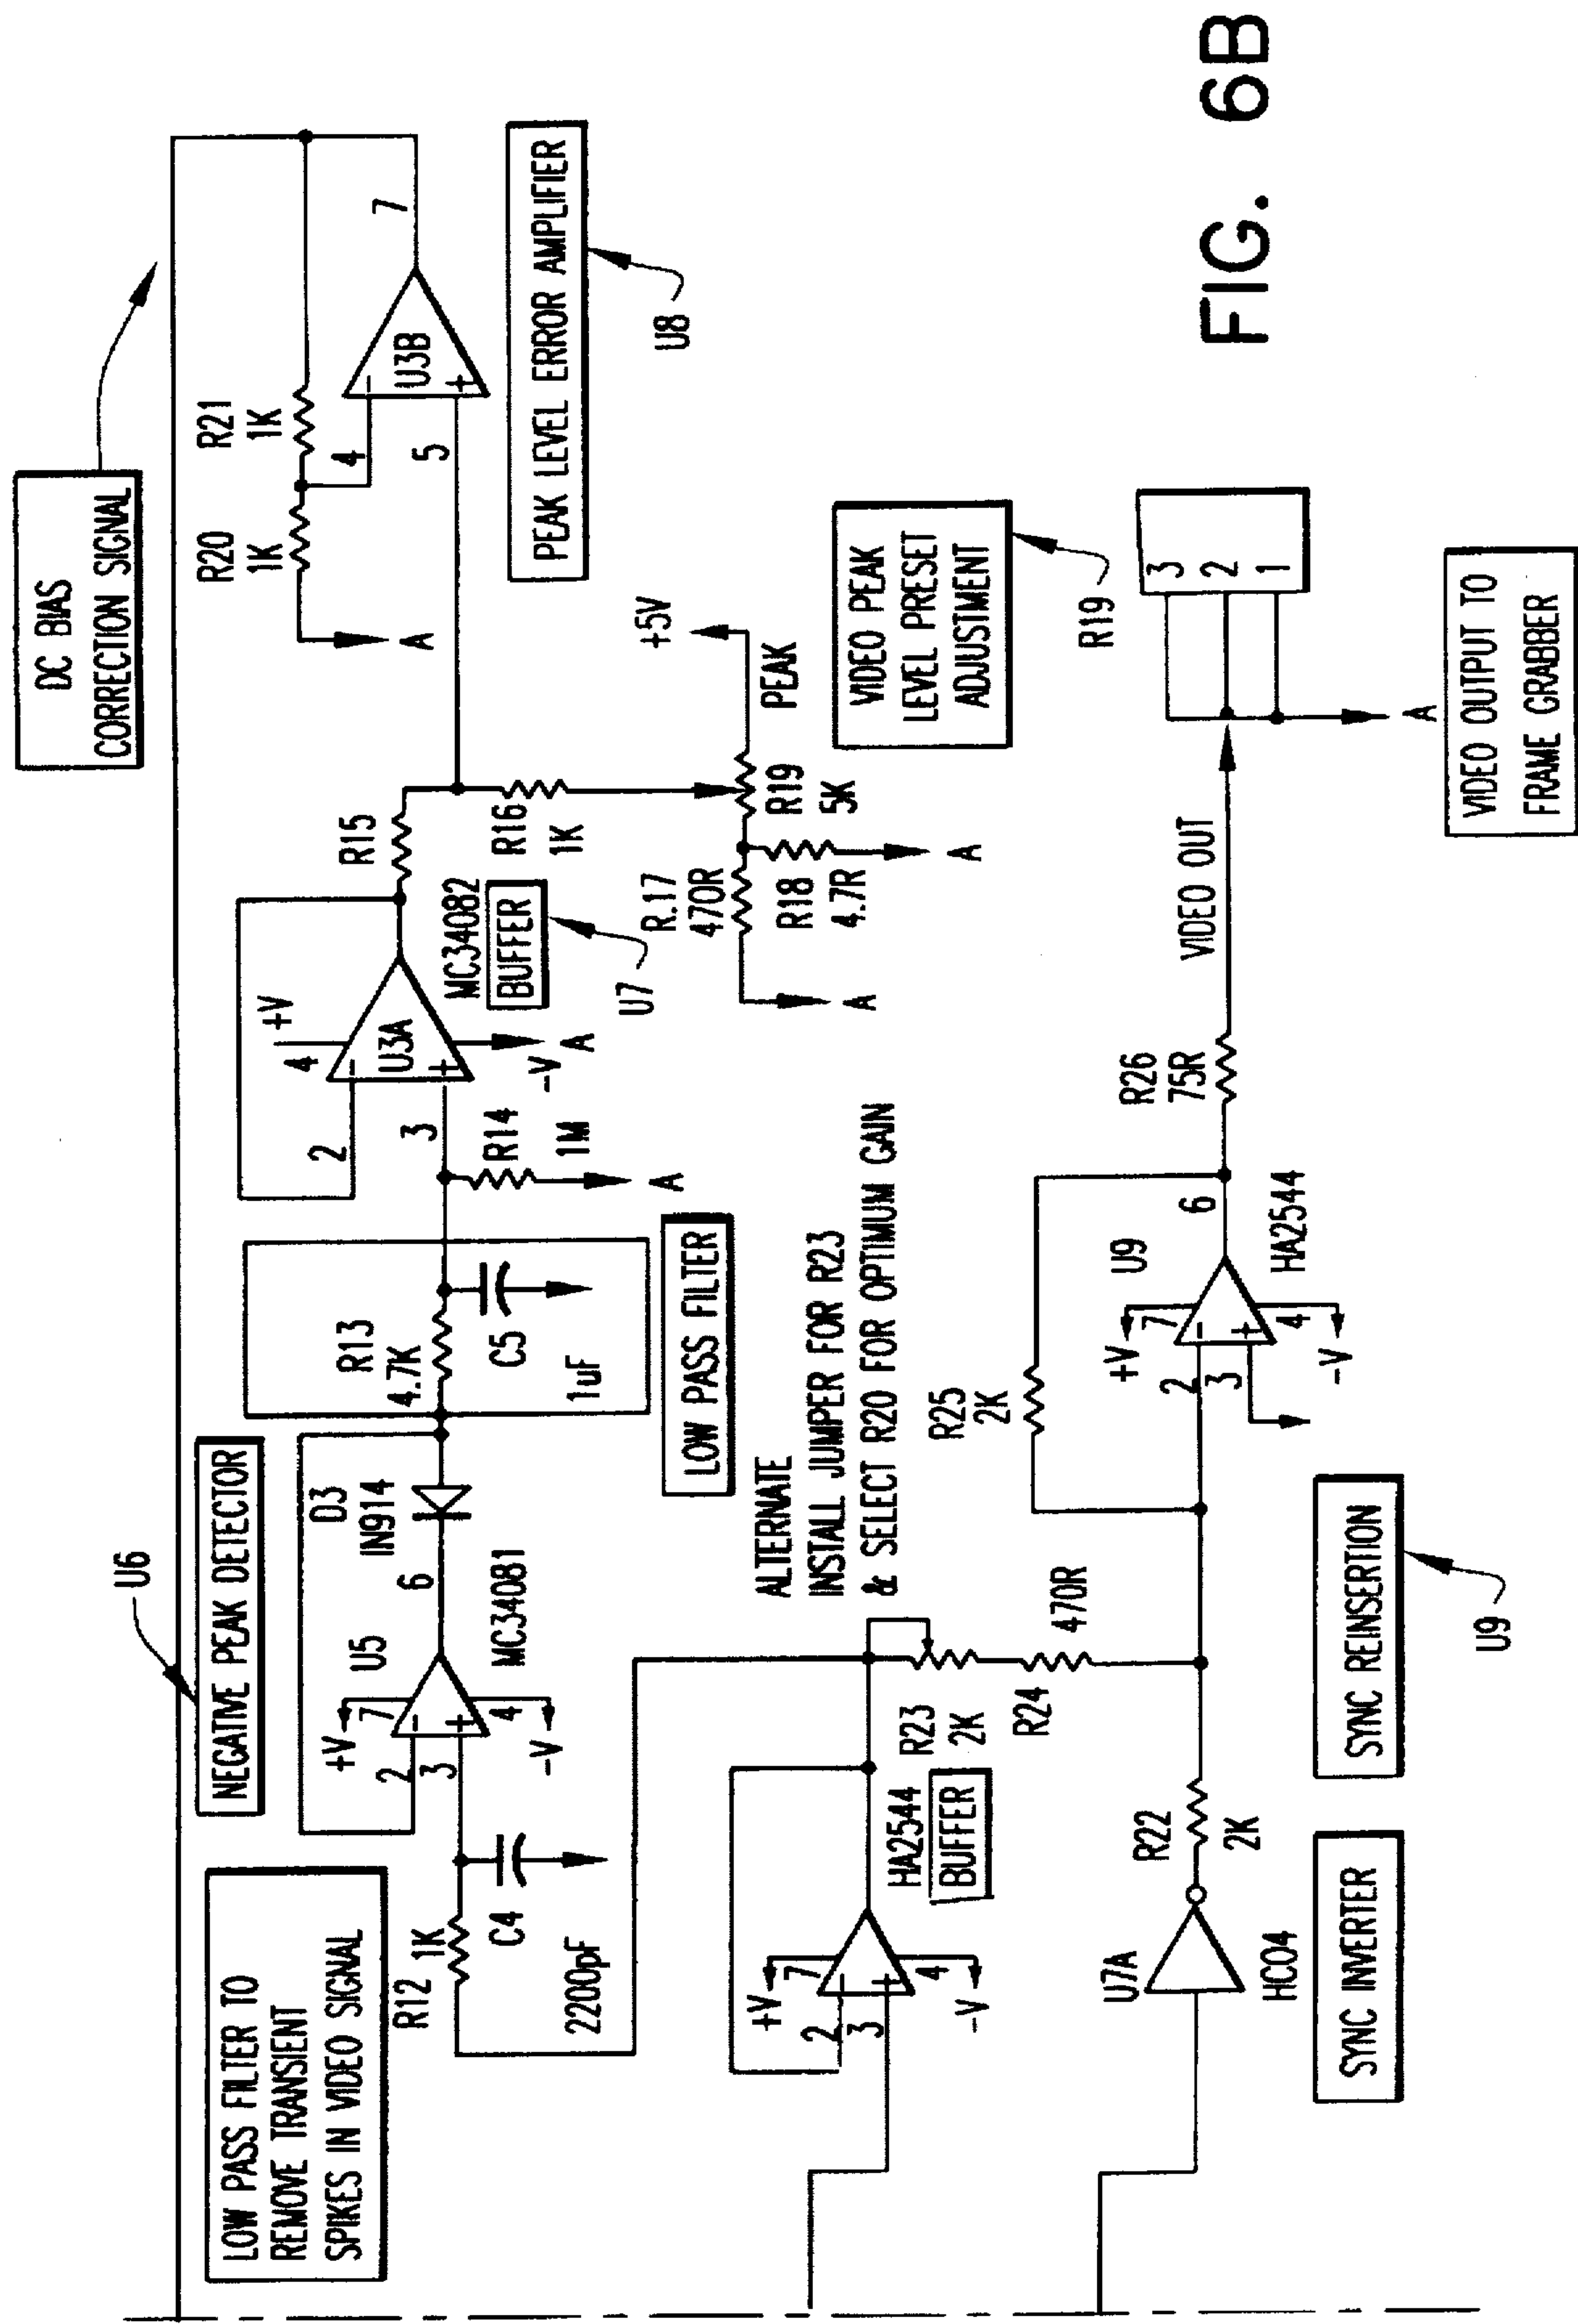 DC BIAS
CORRECTION SIGNAL
U6
NEGATIVE PEAK DETECTOR
LOW PASS FILTER TO
REMOVE TRANSIENT
SPIKES IN VIDEO SIGNAL
R12
1K
C4
2200pF
+V
7
2
3
4
-V
U5
6
MC34081
D3
IN914
R13
4.7K
C5
1uF
LOW PASS FILTER
2
3
R14
1M
A
+V
4
U3A
-V
A
MC34082
BUFFER
U7
R15
R16
1K
R.17
470R
A
R18
4.7R
A
R19
5K
PEAK
+5V
R20
1K
A
R21
1K
4
5
U3B
7
PEAK LEVEL ERROR AMPLIFIER
U8
VIDEO PEAK
LEVEL PRESET
ADJUSTMENT
R19
ALTERNATE
INSTALL JUMPER FOR R23
& SELECT R20 FOR OPTIMUM GAIN
+V
7
2
3
4
-V
HA2544
BUFFER
R23
2K
R24
470R
U7A
HC04
SYNC INVERTER
R22
2K
R25
2K
+V
7
2
3
4
-V
U9
6
HA2544
SYNC REINSERTION
U9
R26
75R
VIDEO OUT
3
2
1
A
VIDEO OUTPUT TO
FRAME GRABBER
FIG. 6B